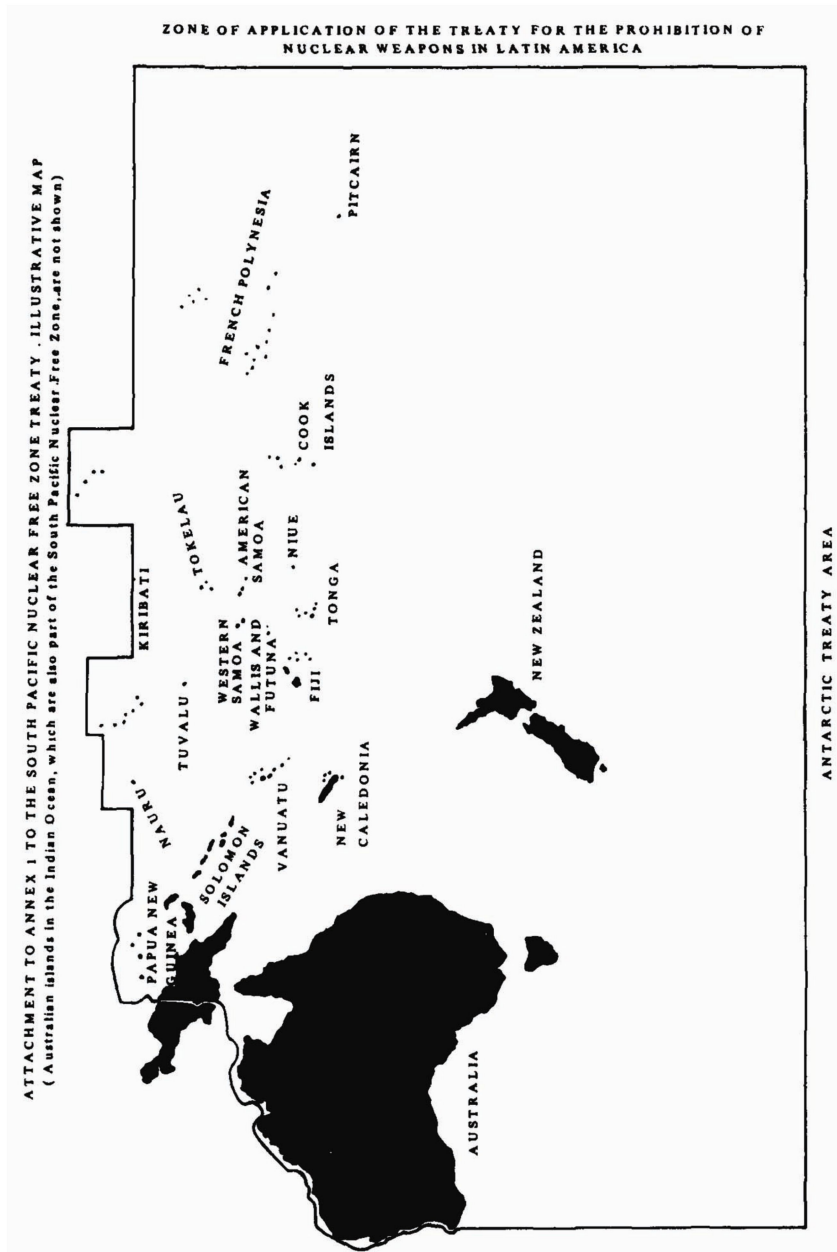 ZONE OF APPLICATION OF THE TREATY FOR THE PROHIBITION OF
NUCLEAR WEAPONS IN LATIN AMERICA
ATTACHMENT TO ANNEX 1 TO THE SOUTH PACIFIC NUCLEAR FREE ZONE TREATY . ILLUSTRATIVE MAP
( Australian islands in the Indian Ocean, which are also part of the South Pacific Nuclear.Free Zone,are not shown)
PITCAIRN
FRENCH POLYNESIA
COOK
ISLANDS
TOKELAU
AMERICAN
SAMOA
NIUE
KIRIBATI
TONGA
WESTERN
SAMOA
WALLIS AND
FUTUNA
FIJI
TUVALU
NAURU
VANUATU
NEW
CALEDONIA
SOLOMON
ISLANDS
PAPUA NEW
GUINEA
NEW ZEALAND
AUSTRALIA
ANTARCTIC TREATY AREA